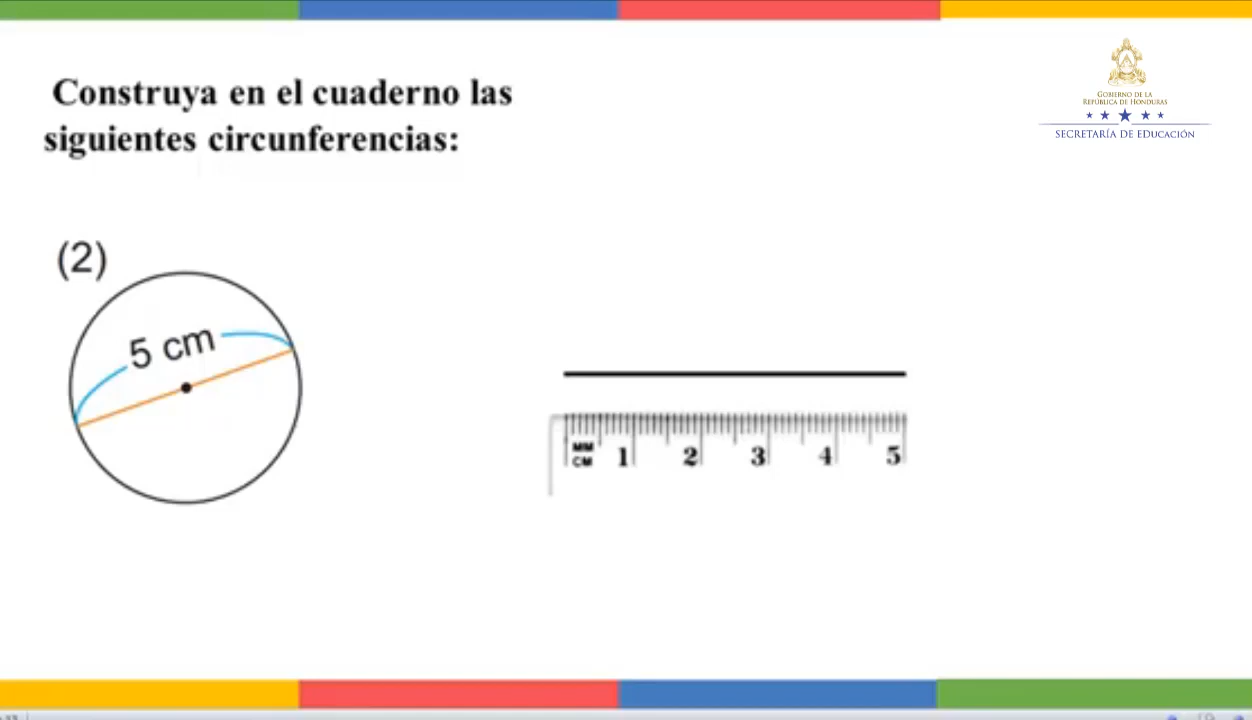 Construya en el cuaderno las
siguientes circunferencias:
GOBIERNO DE LA
REPÚBLICA DE HONDURAS
SECRETARÍA DE EDUCACIÓN
(2)
5 cm
MM
CM 1 2 3 4 5